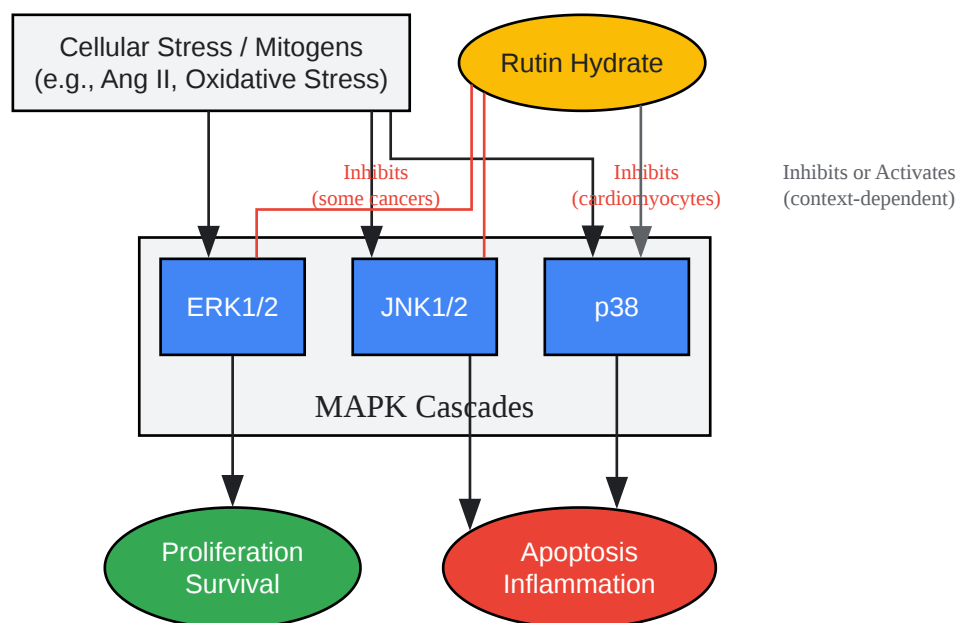 Cellular Stress / Mitogens
(e.g., Ang II, Oxidative Stress)
Rutin Hydrate
Inhibits
(some cancers)
Inhibits
(cardiomyocytes)
Inhibits or Activates
(context-dependent)
ERK1/2
JNK1/2
p38
MAPK Cascades
Proliferation
Survival
Apoptosis
Inflammation